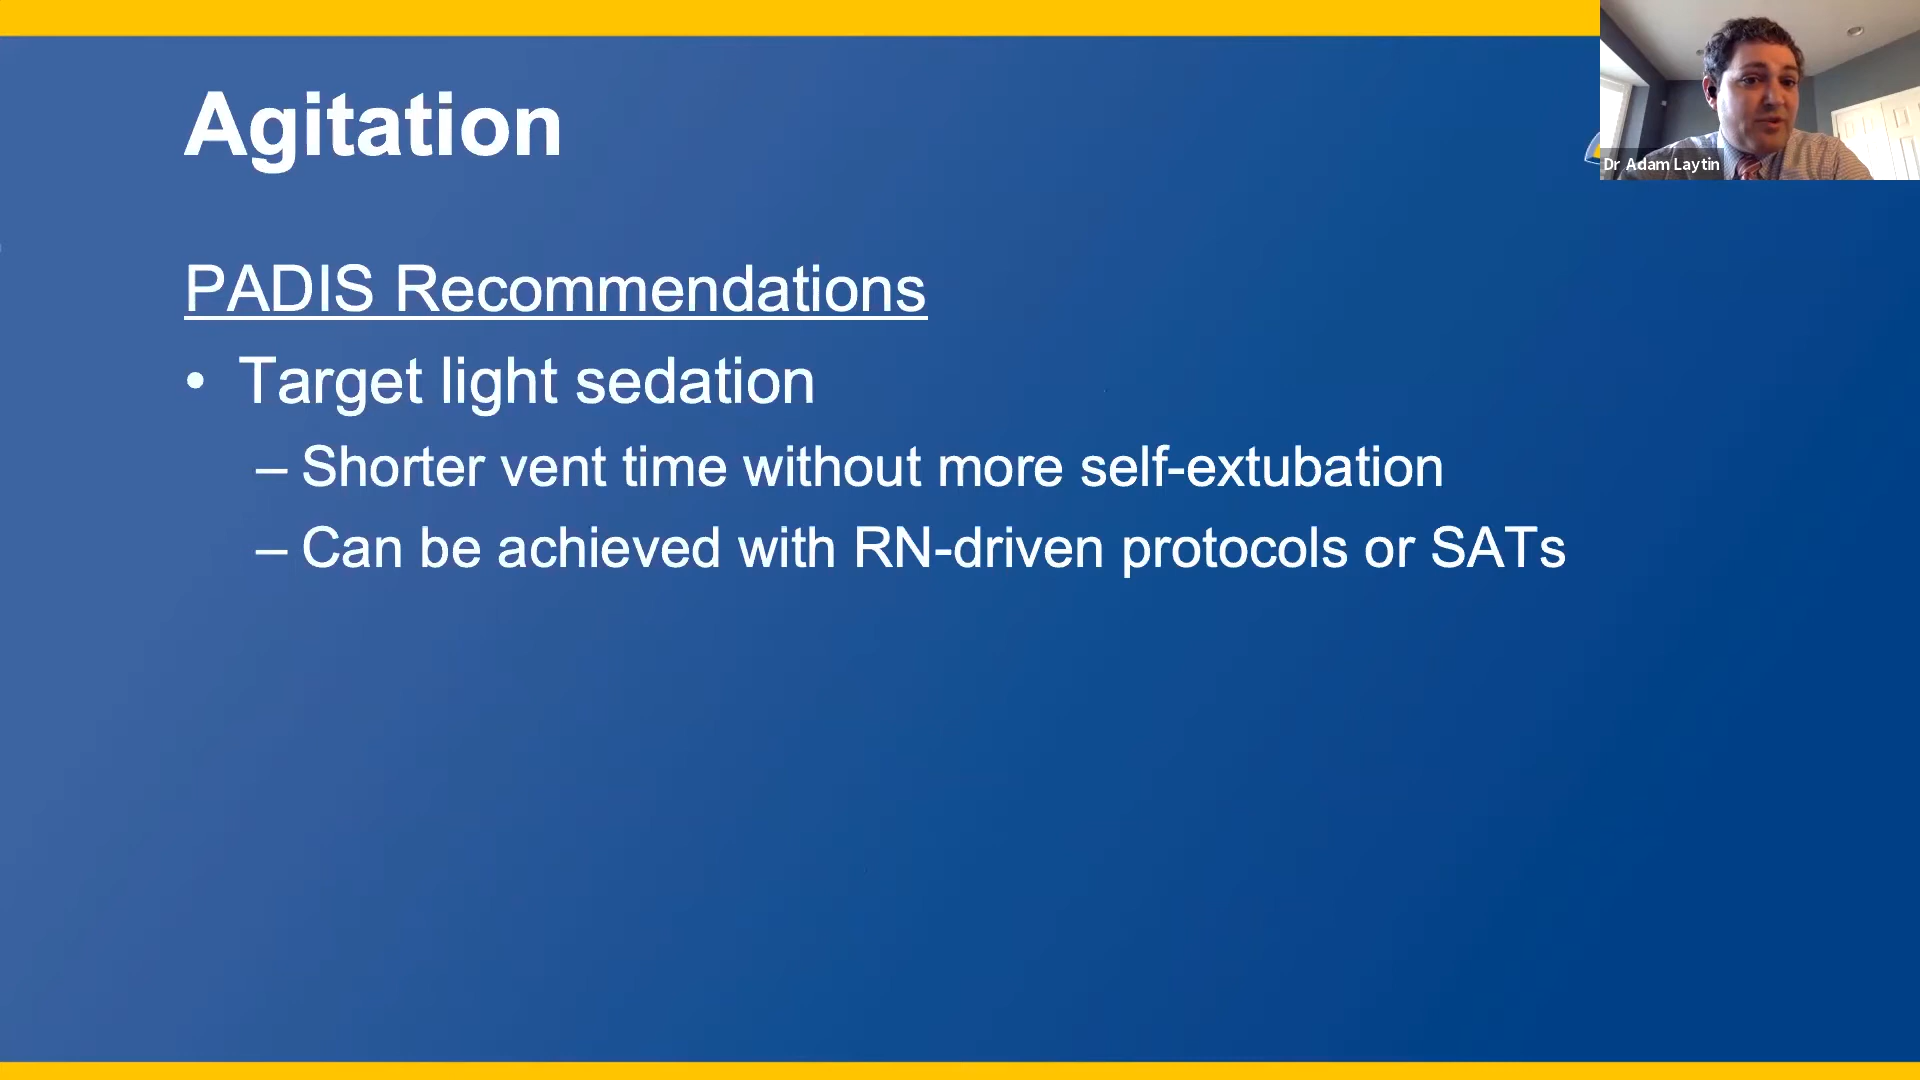 Agitation
Dr Adam Laytin
PADIS Recommendations
• Target light sedation
– Shorter vent time without more self-extubation
– Can be achieved with RN-driven protocols or SATs